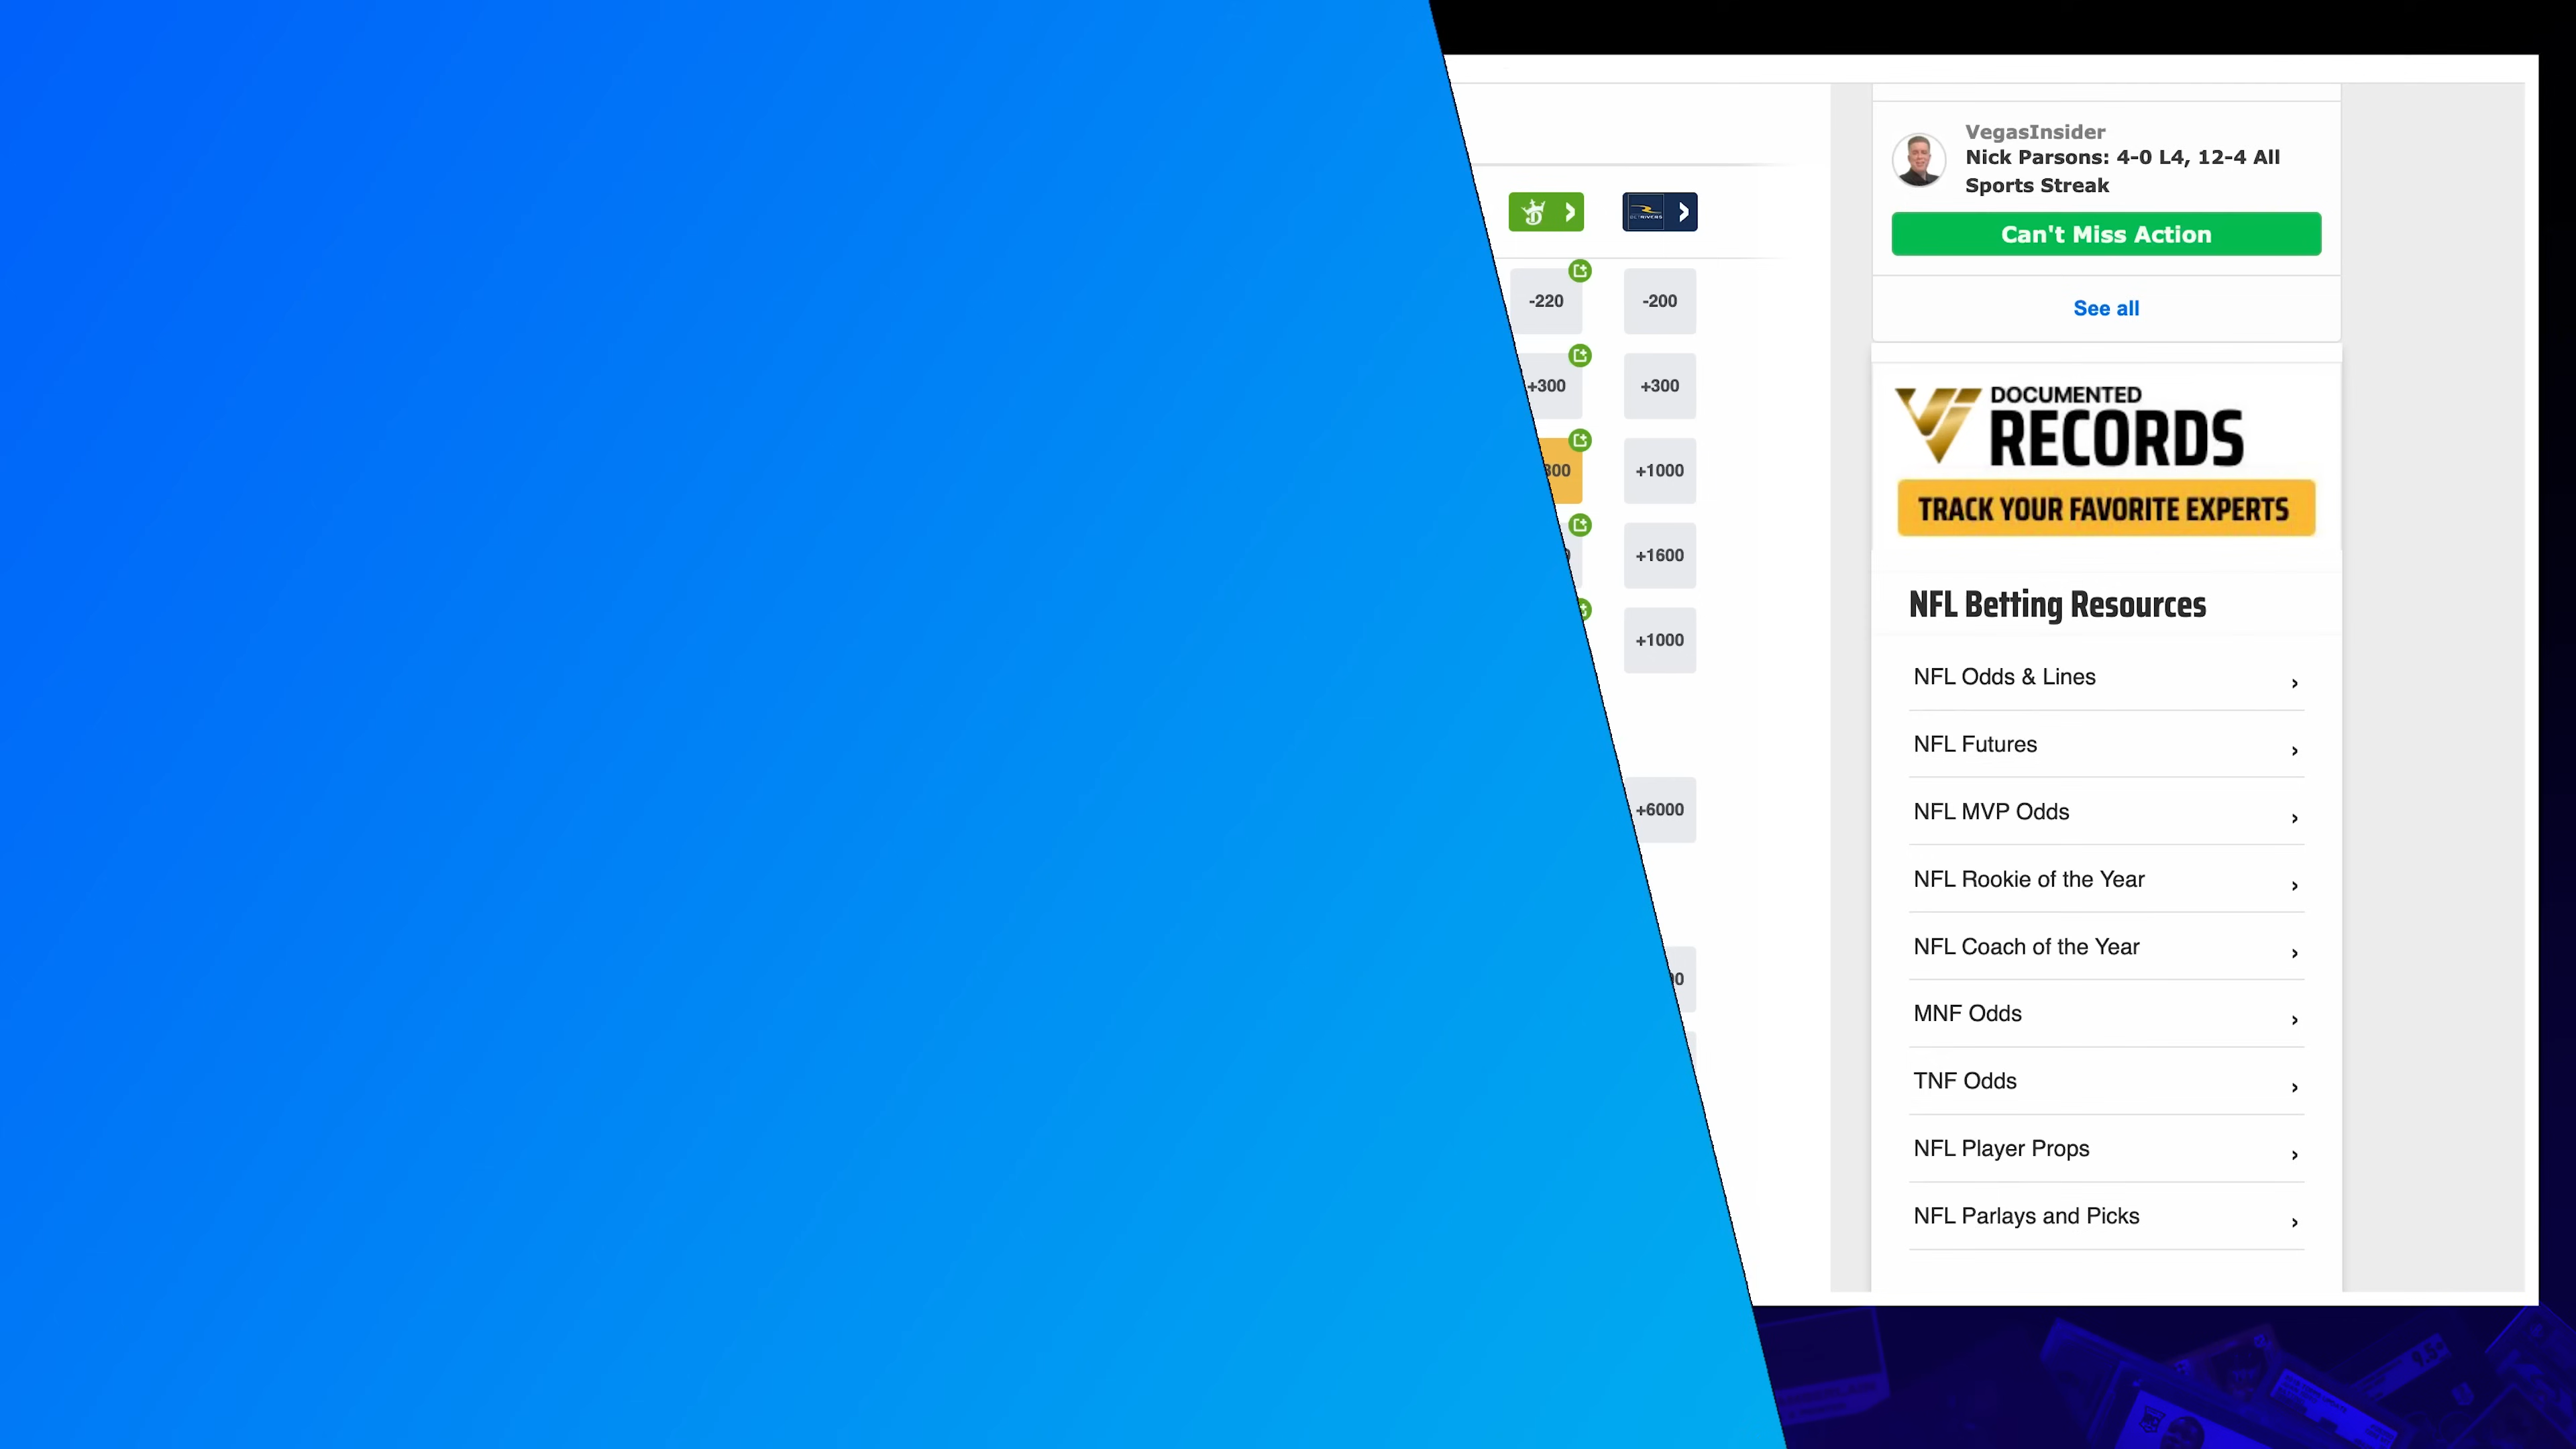 VegasInsider
Nick Parsons: 4-0 L4, 12-4 All
Sports Streak
Can't Miss Action
See all
-220 -200
+300 +300
+1000
+1600
+1000
+6000
DOCUMENTED
RECORDS
TRACK YOUR FAVORITE EXPERTS
NFL Betting Resources
NFL Odds & Lines
NFL Futures
NFL MVP Odds
NFL Rookie of the Year
NFL Coach of the Year
MNF Odds
TNF Odds
NFL Player Props
NFL Parlays and Picks